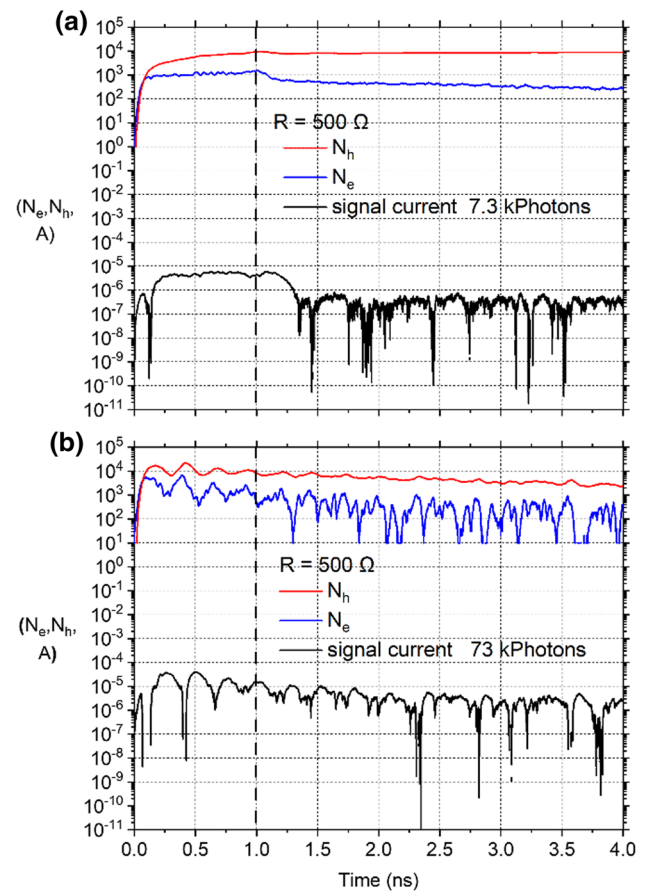 (a)
10^5
10^4
10^3
10^2
10^1
10^0
10^-1
10^-2
10^-3
10^-4
10^-5
10^-6
10^-7
10^-8
10^-9
10^-10
10^-11
(N_e,N_h,
A)
R = 500 Ω
N_h
N_e
signal current 7.3 kPhotons
(b)
10^5
10^4
10^3
10^2
10^1
10^0
10^-1
10^-2
10^-3
10^-4
10^-5
10^-6
10^-7
10^-8
10^-9
10^-10
10^-11
(N_e,N_h,
A)
R = 500 Ω
N_h
N_e
signal current 73 kPhotons
0.0 0.5 1.0 1.5 2.0 2.5 3.0 3.5 4.0
Time (ns)